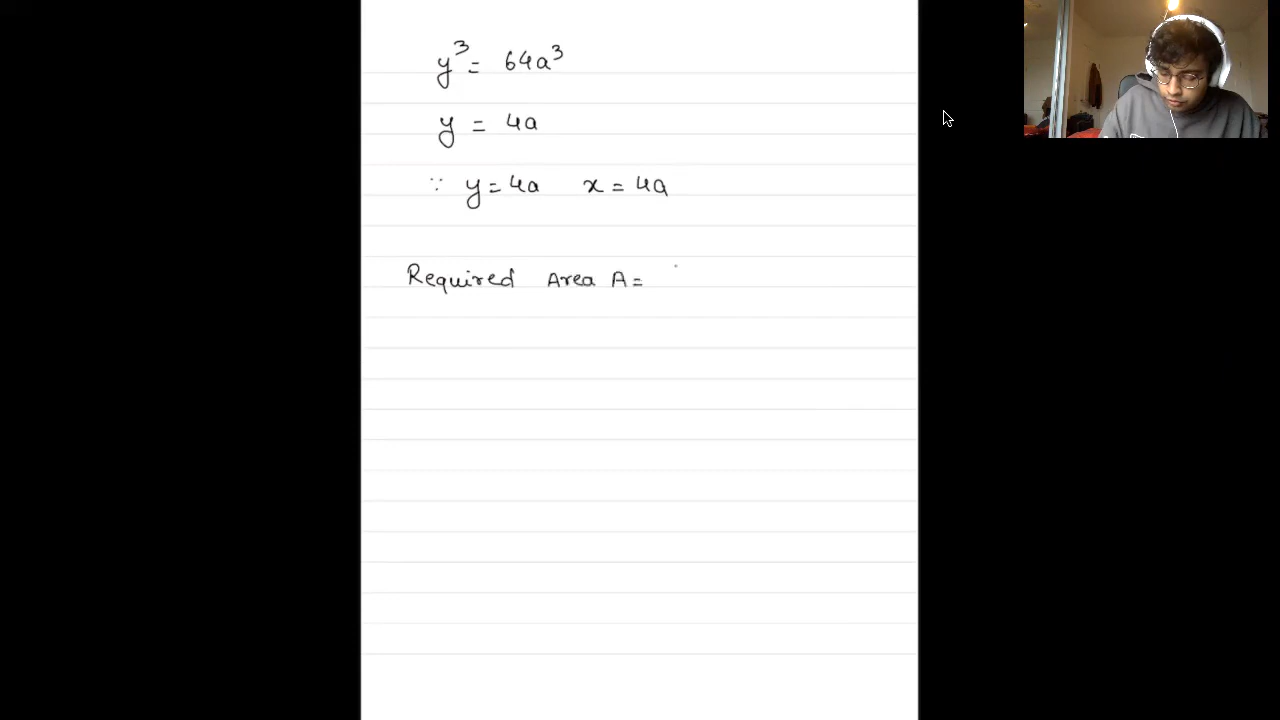 y³ = 64a³
y = 4a
∵ y = 4a x = 4a
Required Area A =